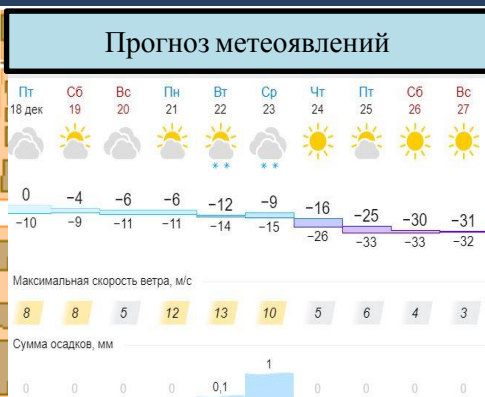 Прогноз метеоявлений
Пт Сб Вс Пн Вт Ср Чт Пт Сб Вс
18 дек 19 20 21 22 23 24 25 26 27
0 −4 −6 −6 −12 −9 −16 −25 −30 −31
−10 −9 −11 −11 −14 −15 −26 −33 −33 −32
Максимальная скорость ветра, м/с
8 8 5 12 13 10 5 6 4 3
Сумма осадков, мм
0 0 0 0 0,1 1 0 0 0 0